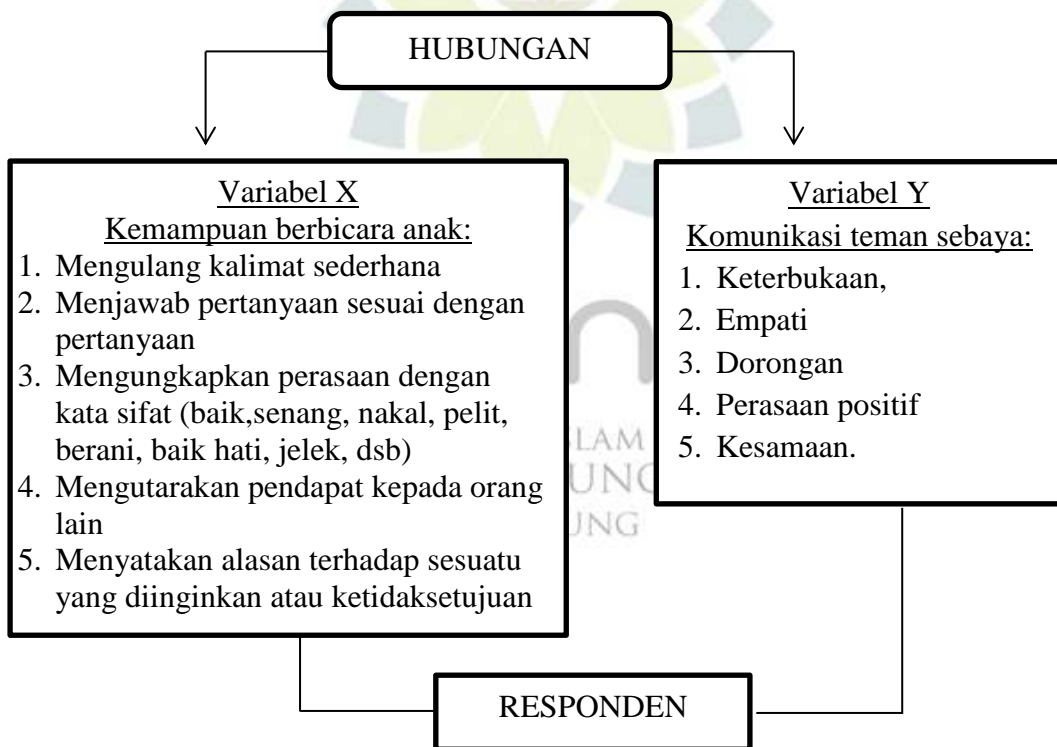 HUBUNGAN
Variabel X
Kemampuan berbicara anak:
1. Mengulang kalimat sederhana
2. Menjawab pertanyaan sesuai dengan
pertanyaan
3. Mengungkapkan perasaan dengan
kata sifat (baik,senang, nakal, pelit,
berani, baik hati, jelek, dsb)
4. Mengutarakan pendapat kepada orang
lain
5. Menyatakan alasan terhadap sesuatu
yang diinginkan atau ketidaksetujuan
Variabel Y
Komunikasi teman sebaya:
1. Keterbukaan,
2. Empati
3. Dorongan
4. Perasaan positif
5. Kesamaan.
LAM
UNG
UNG
RESPONDEN